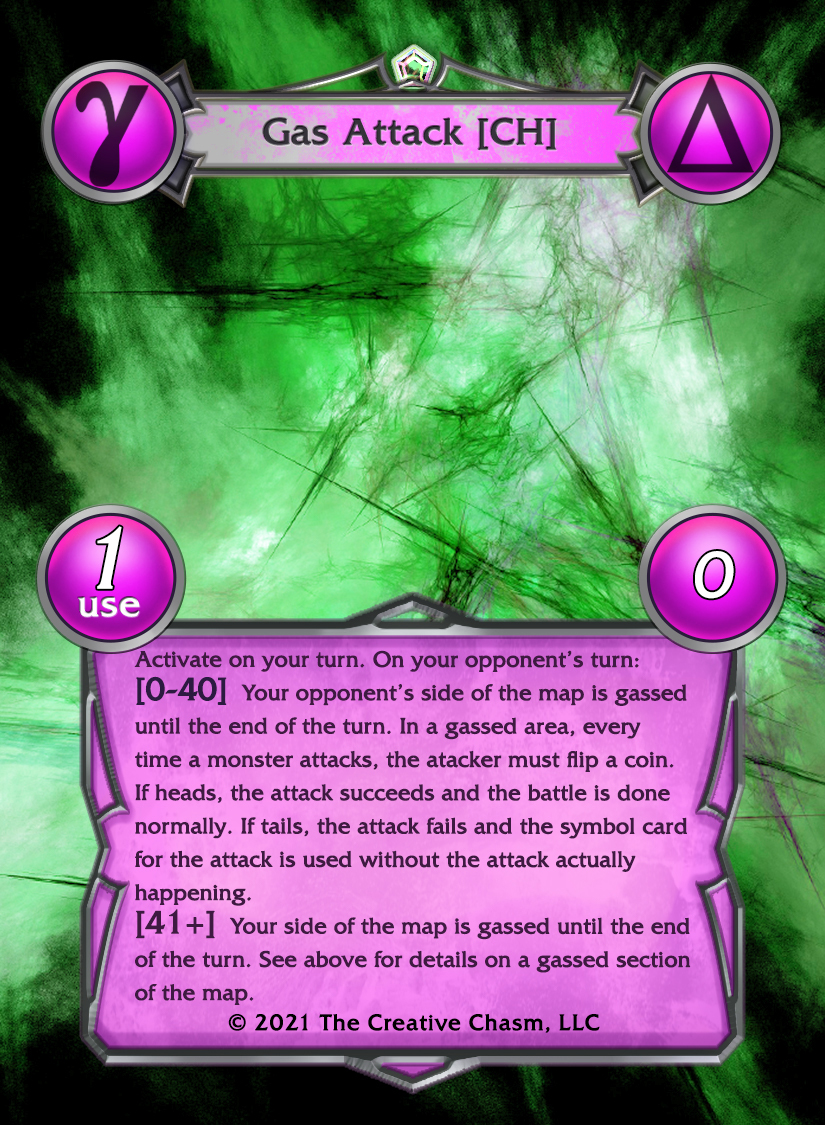 γ
Gas Attack [CH]
Δ
1
use
0
Activate on your turn. On your opponent's turn:
[0-40] Your opponent's side of the map is gassed
until the end of the turn. In a gassed area, every
time a monster attacks, the atacker must flip a coin.
If heads, the attack succeeds and the battle is done
normally. If tails, the attack fails and the symbol card
for the attack is used without the attack actually
happening.
[41+] Your side of the map is gassed until the end
of the turn. See above for details on a gassed section
of the map.
© 2021 The Creative Chasm, LLC